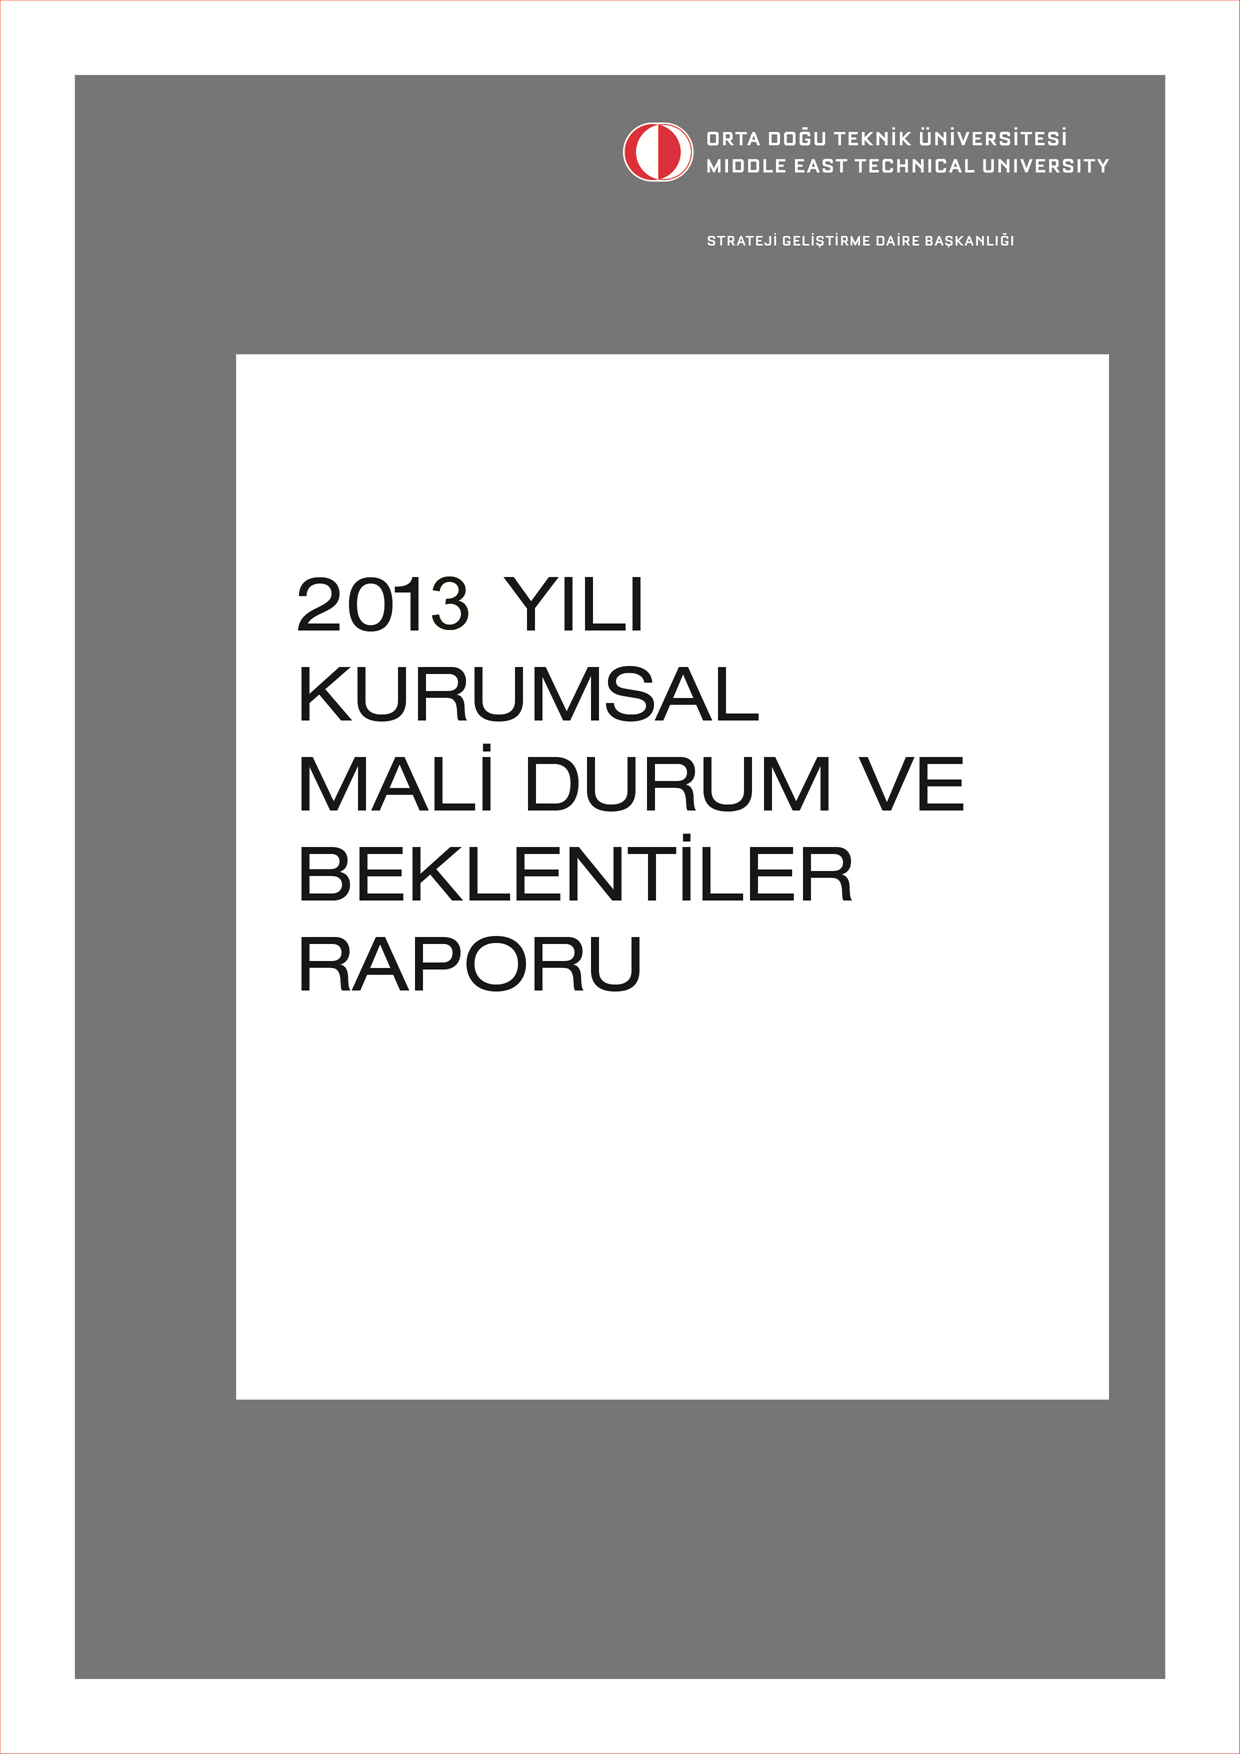 ORTA DOĞU TEKNİK ÜNİVERSİTESİ
MIDDLE EAST TECHNICAL UNIVERSITY
STRATEJİ GELİŞTİRME DAİRE BAŞKANLIĞI
2013 YILI
KURUMSAL
MALİ DURUM VE
BEKLENTİLER
RAPORU